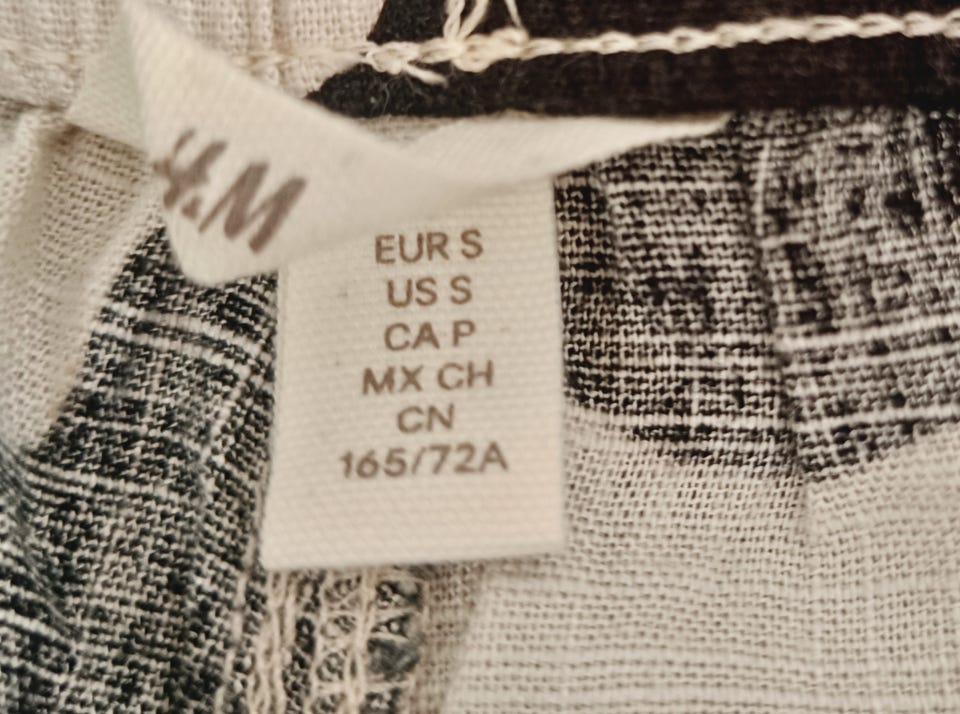 H&M
EUR S
US S
CA P
MX CH
CN
165/72A